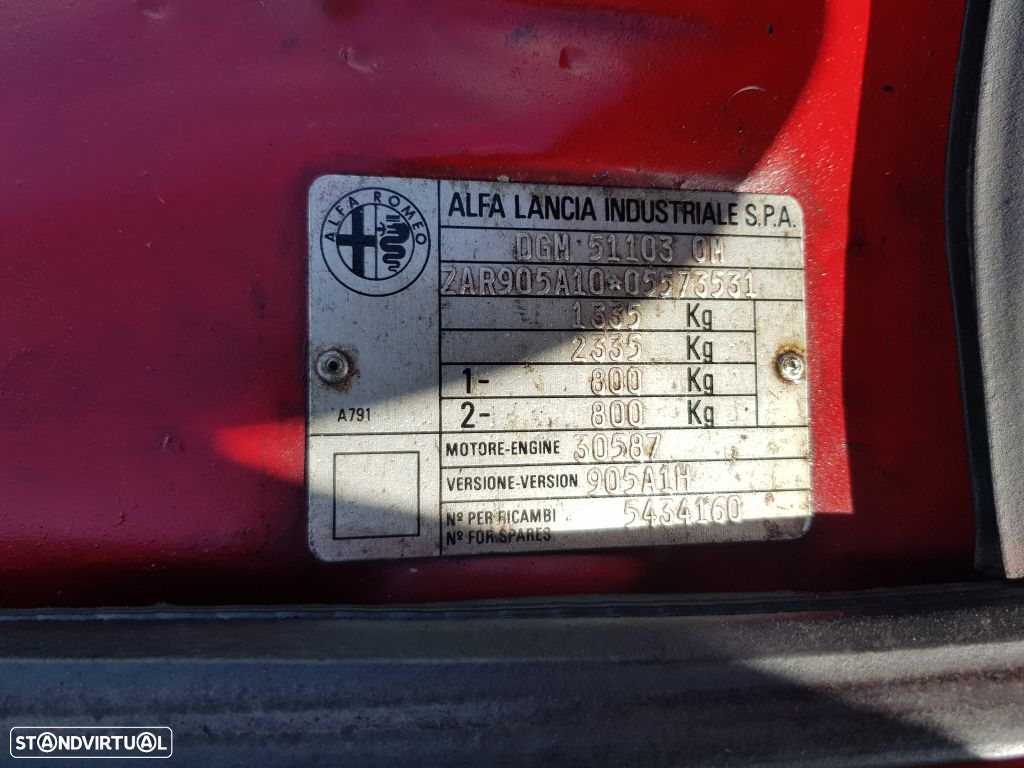 ALFA ROMEO
ALFA LANCIA INDUSTRIALE S.P.A.
DGM 51103 OM
ZAR905A10*05573531
1335 Kg
2335 Kg
1- 800 Kg
2- 800 Kg
A791
MOTORE-ENGINE 30587
VERSIONE-VERSION 905A1H
Nº PER RICAMBI 5434160
Nº FOR SPARES
STANDVIRTUAL